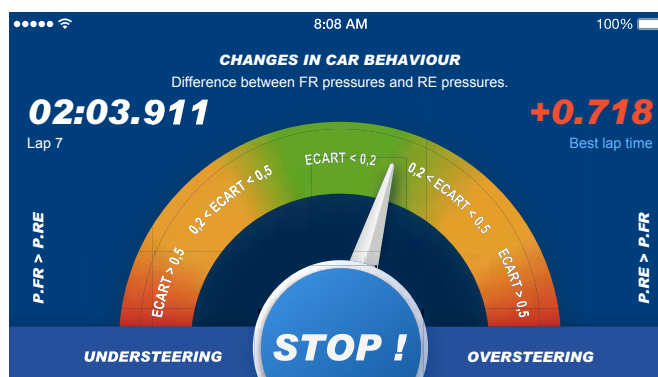 8:08 AM
100%
CHANGES IN CAR BEHAVIOUR
Difference between FR pressures and RE pressures.
02:03.911
+0.718
Lap 7
Best lap time
P.FR > P.RE
ECART > 0,5
0,2 < ECART < 0,5
ECART < 0,2
0,2 < ECART < 0,5
ECART > 0,5
P.RE > P.FR
UNDERSTEERING
STOP !
OVERSTEERING